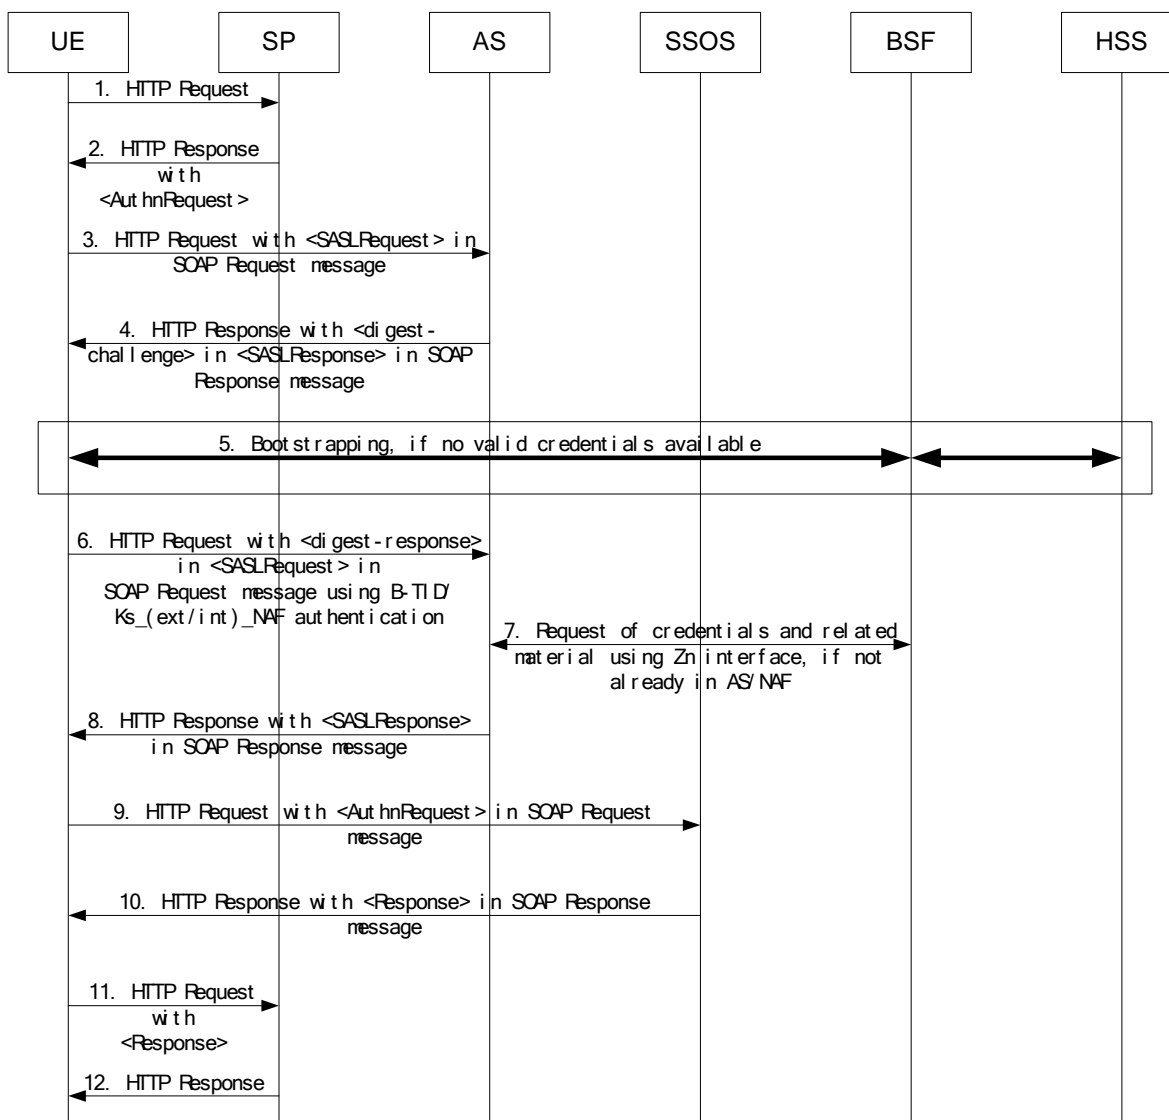 UE SP AS SSOS BSF HSS
1. HTTP Request
2. HTTP Response
with
<AuthnRequest>
3. HTTP Request with <SASLRequest> in
SOAP Request message
4. HTTP Response with <digest-
challenge> in <SASLResponse> in SOAP
Response message
5. Bootstrapping, if no valid credentials available
6. HTTP Request with <digest-response>
in <SASLRequest> in
SOAP Request message using B-TID/
Ks_(ext/int)_NAF authentication
7. Request of credentials and related
material using Zn interface, if not
already in AS/NAF
8. HTTP Response with <SASLResponse>
in SOAP Response message
9. HTTP Request with <AuthnRequest> in SOAP Request
message
10. HTTP Response with <Response> in SOAP Response
message
11. HTTP Request
with
<Response>
12. HTTP Response